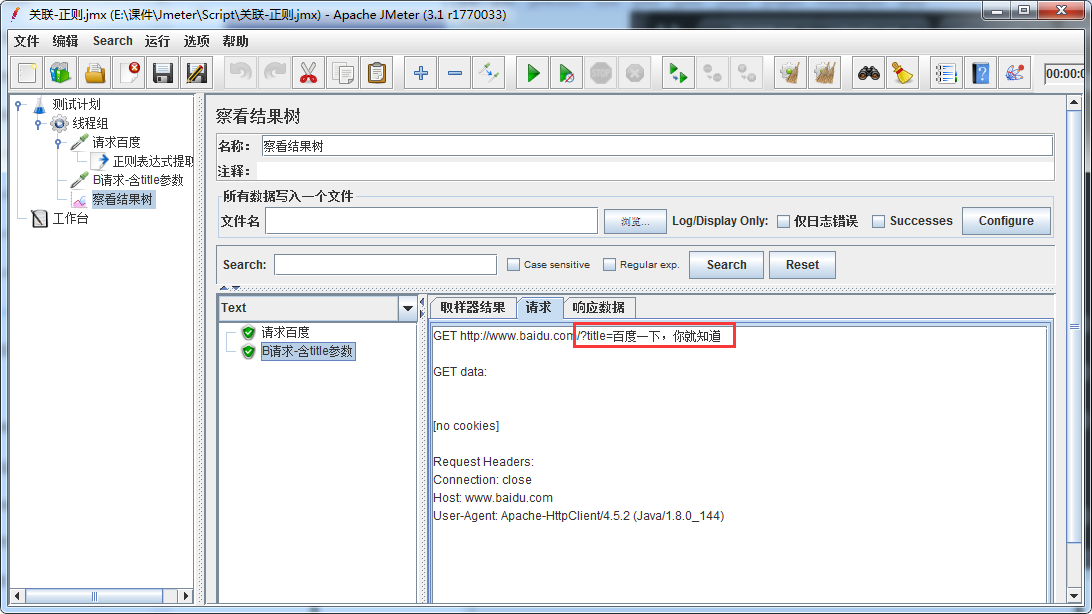 关联-正则.jmx (E:\课件\Jmeter\Script\关联-正则.jmx) - Apache JMeter (3.1 r1770033)
文件 编辑 Search 运行 选项 帮助
STOP
00:00:0
测试计划
线程组
请求百度
正则表达式提取
B请求-含title参数
察看结果树
工作台
察看结果树
名称: 察看结果树
注释:
所有数据写入一个文件
文件名 浏览... Log/Display Only: 仅日志错误 Successes Configure
Search: Case sensitive Regular exp. Search Reset
Text
请求百度
B请求-含title参数
取样器结果 请求 响应数据
GET http://www.baidu.com/?title=百度一下，你就知道
GET data:
[no cookies]
Request Headers:
Connection: close
Host: www.baidu.com
User-Agent: Apache-HttpClient/4.5.2 (Java/1.8.0_144)